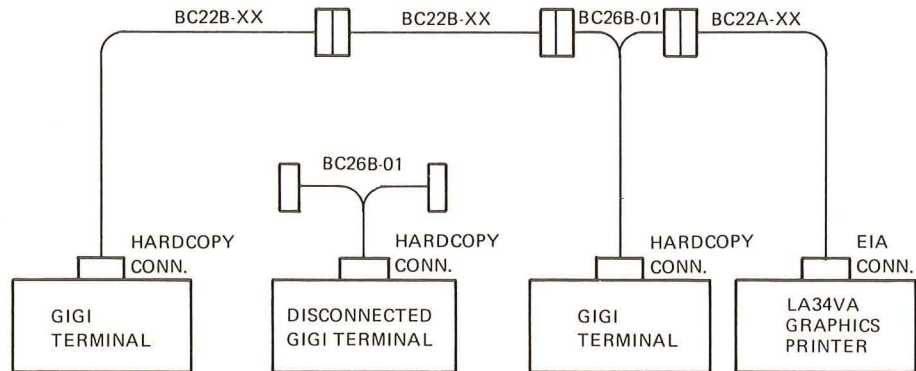 BC22B-XX
BC22B-XX
BC26B-01
BC22A-XX
BC26B-01
HARDCOPY
CONN.
HARDCOPY
CONN.
HARDCOPY
CONN.
EIA
CONN.
GIGI
TERMINAL
DISCONNECTED
GIGI TERMINAL
GIGI
TERMINAL
LA34VA
GRAPHICS
PRINTER